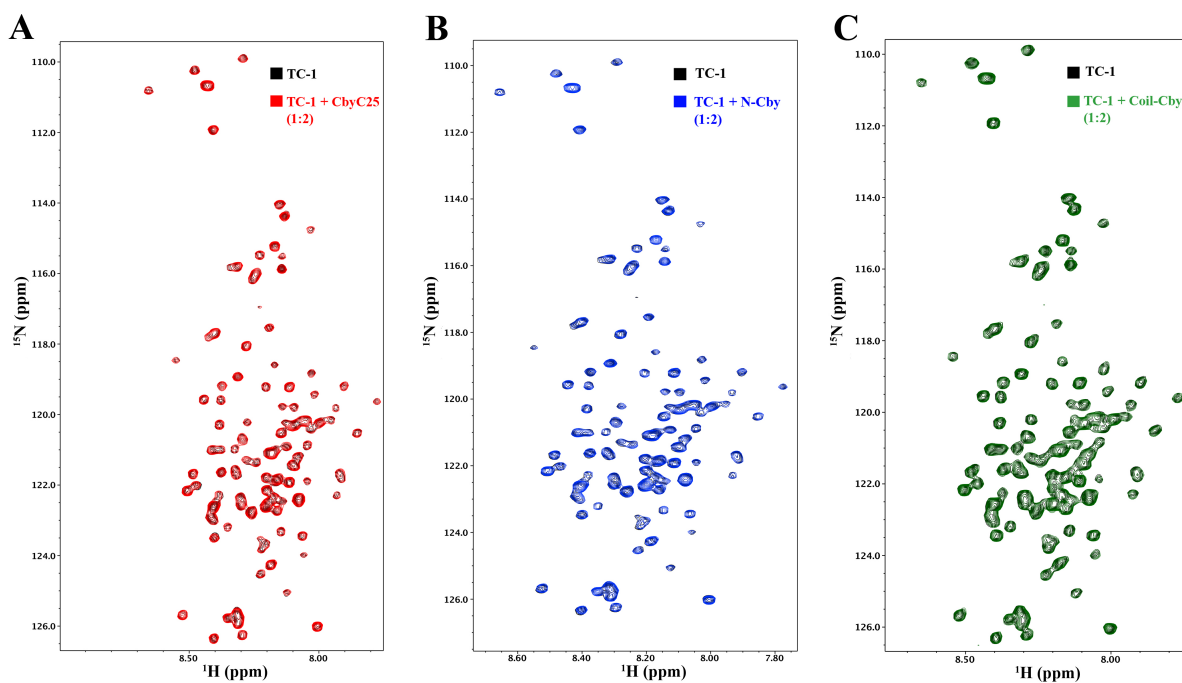 A
B
C
TC-1
TC-1 + CbyC25
(1:2)
TC-1
TC-1 + N-Cby
(1:2)
TC-1
TC-1 + Coil-Cby
(1:2)
110.0
112.0
114.0
116.0
118.0
120.0
122.0
124.0
126.0
15N (ppm)
8.50
8.00
1H (ppm)
110.0
112.0
114.0
116.0
118.0
120.0
122.0
124.0
126.0
15N (ppm)
8.60
8.40
8.20
8.00
7.80
1H (ppm)
110.0
112.0
114.0
116.0
118.0
120.0
122.0
124.0
126.0
15N (ppm)
8.50
8.00
1H (ppm)